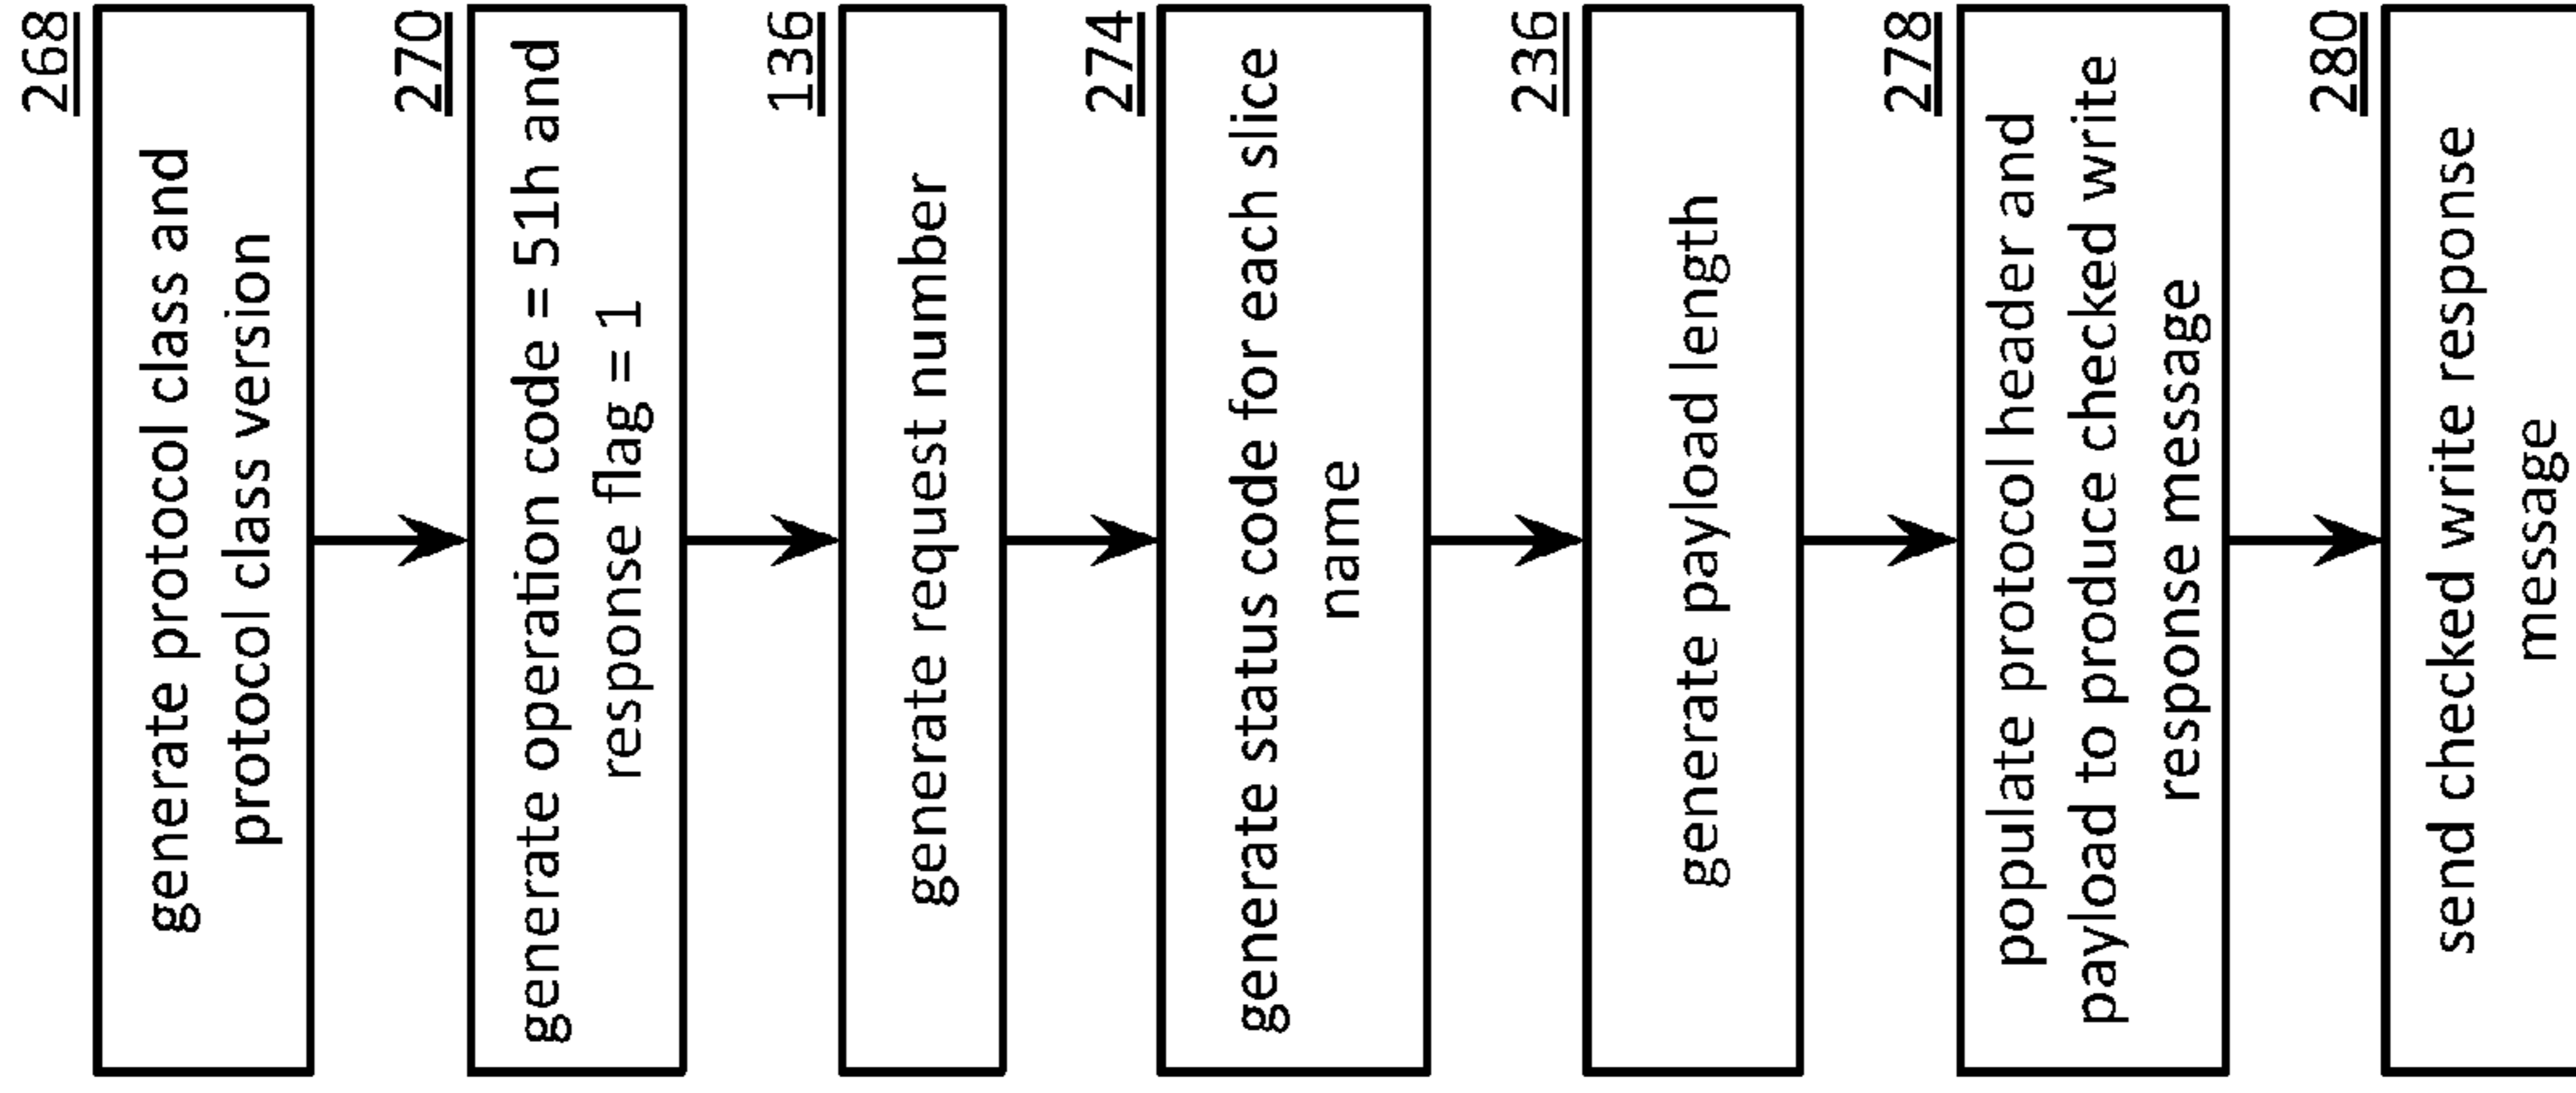 268
generate protocol class and
protocol class version
270
generate operation code = 51h and
response flag = 1
136
generate request number
274
generate status code for each slice
name
236
generate payload length
278
populate protocol header and
payload to produce checked write
response message
280
send checked write response
message